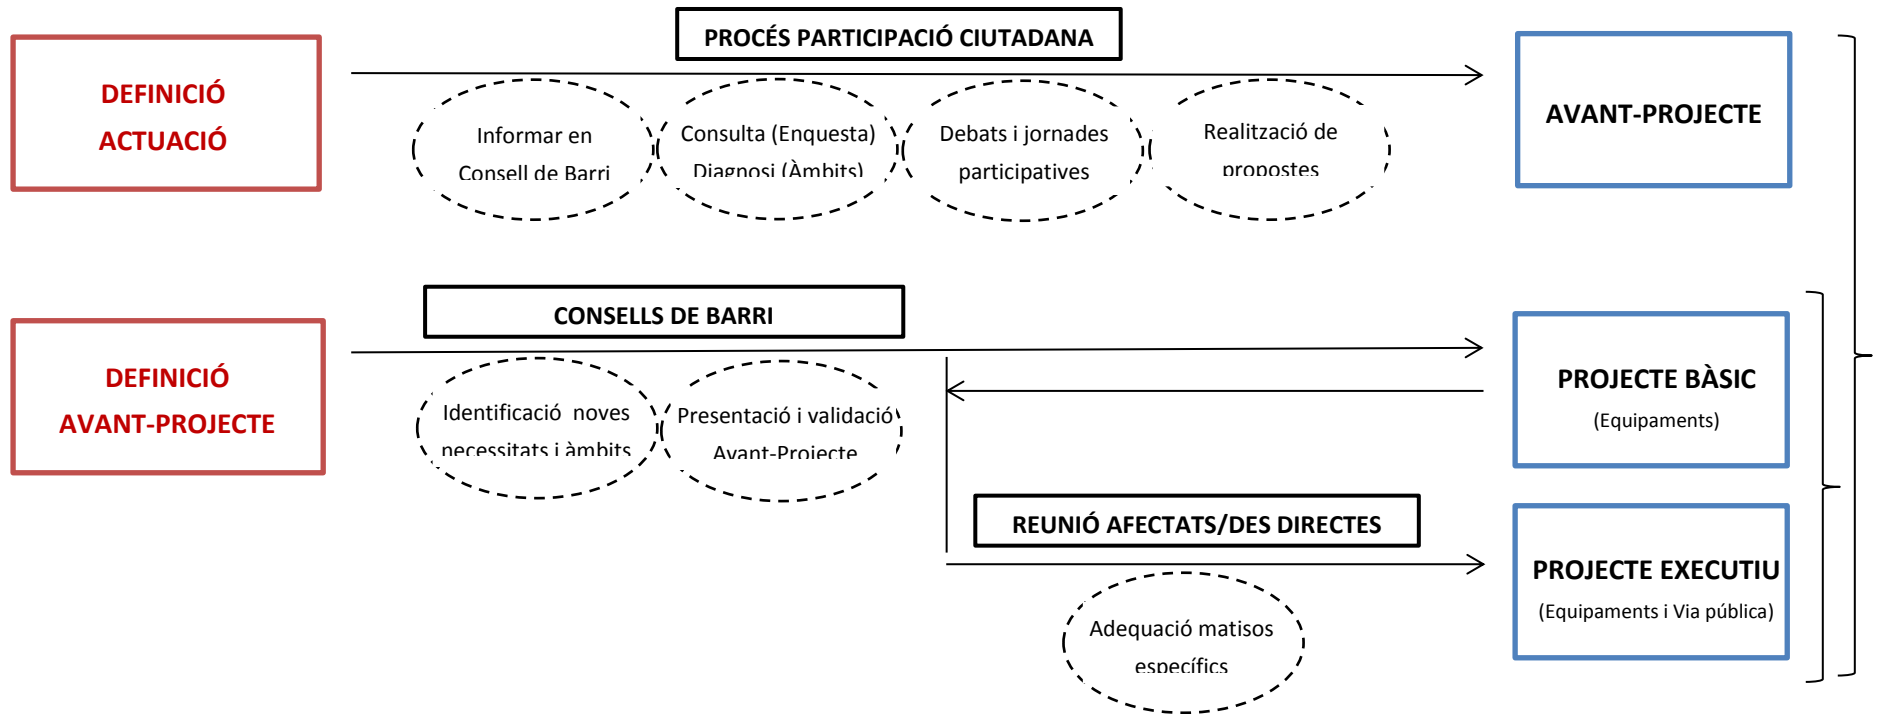 PROCÉS PARTICIPACIÓ CIUTADANA
DEFINICIÓ
ACTUACIÓ
Informar en
Consell de Barri
Consulta (Enquesta)
Diagnosi (Àmbits)
Debats i jornades
participatives
Realització de
propostes
AVANT-PROJECTE
CONSELLS DE BARRI
DEFINICIÓ
AVANT-PROJECTE
Identificació  noves
necessitats i àmbits
Presentació i validació
Avant-Projecte
PROJECTE BÀSIC
(Equipaments)
REUNIÓ AFECTATS/DES DIRECTES
Adequació matisos
específics
PROJECTE EXECUTIU
(Equipaments i Via pública)